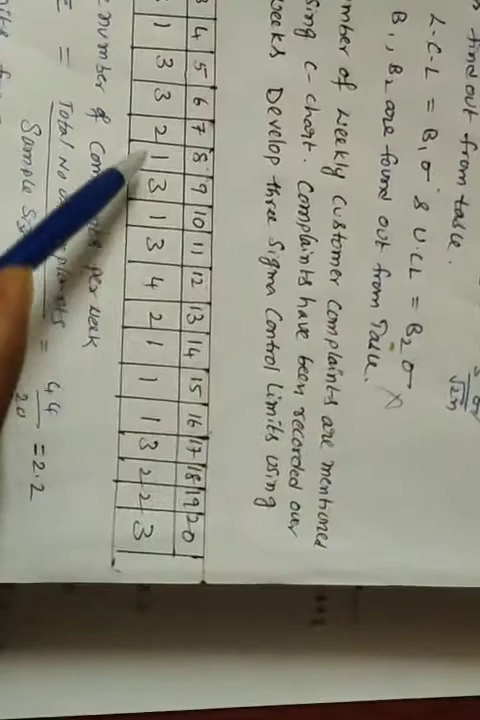 find out from table.
L.C.L = B₁σ & U.CL = B₂σ
B₁, B₂ are found out from Table.
σ
√2n
number of weekly customer complaints are mentioned
using C-chart. Complaints have been recorded over
weeks Develop three sigma Control Limits using
3 4 5 6 7 8 9 10 11 12 13 14 15 16 17 18 19 20
1 3 3 2 1 3 1 3 4 2 1 1 1 3 2 2 3
number of per week
= Total No = 44/20 = 2.2
Sample